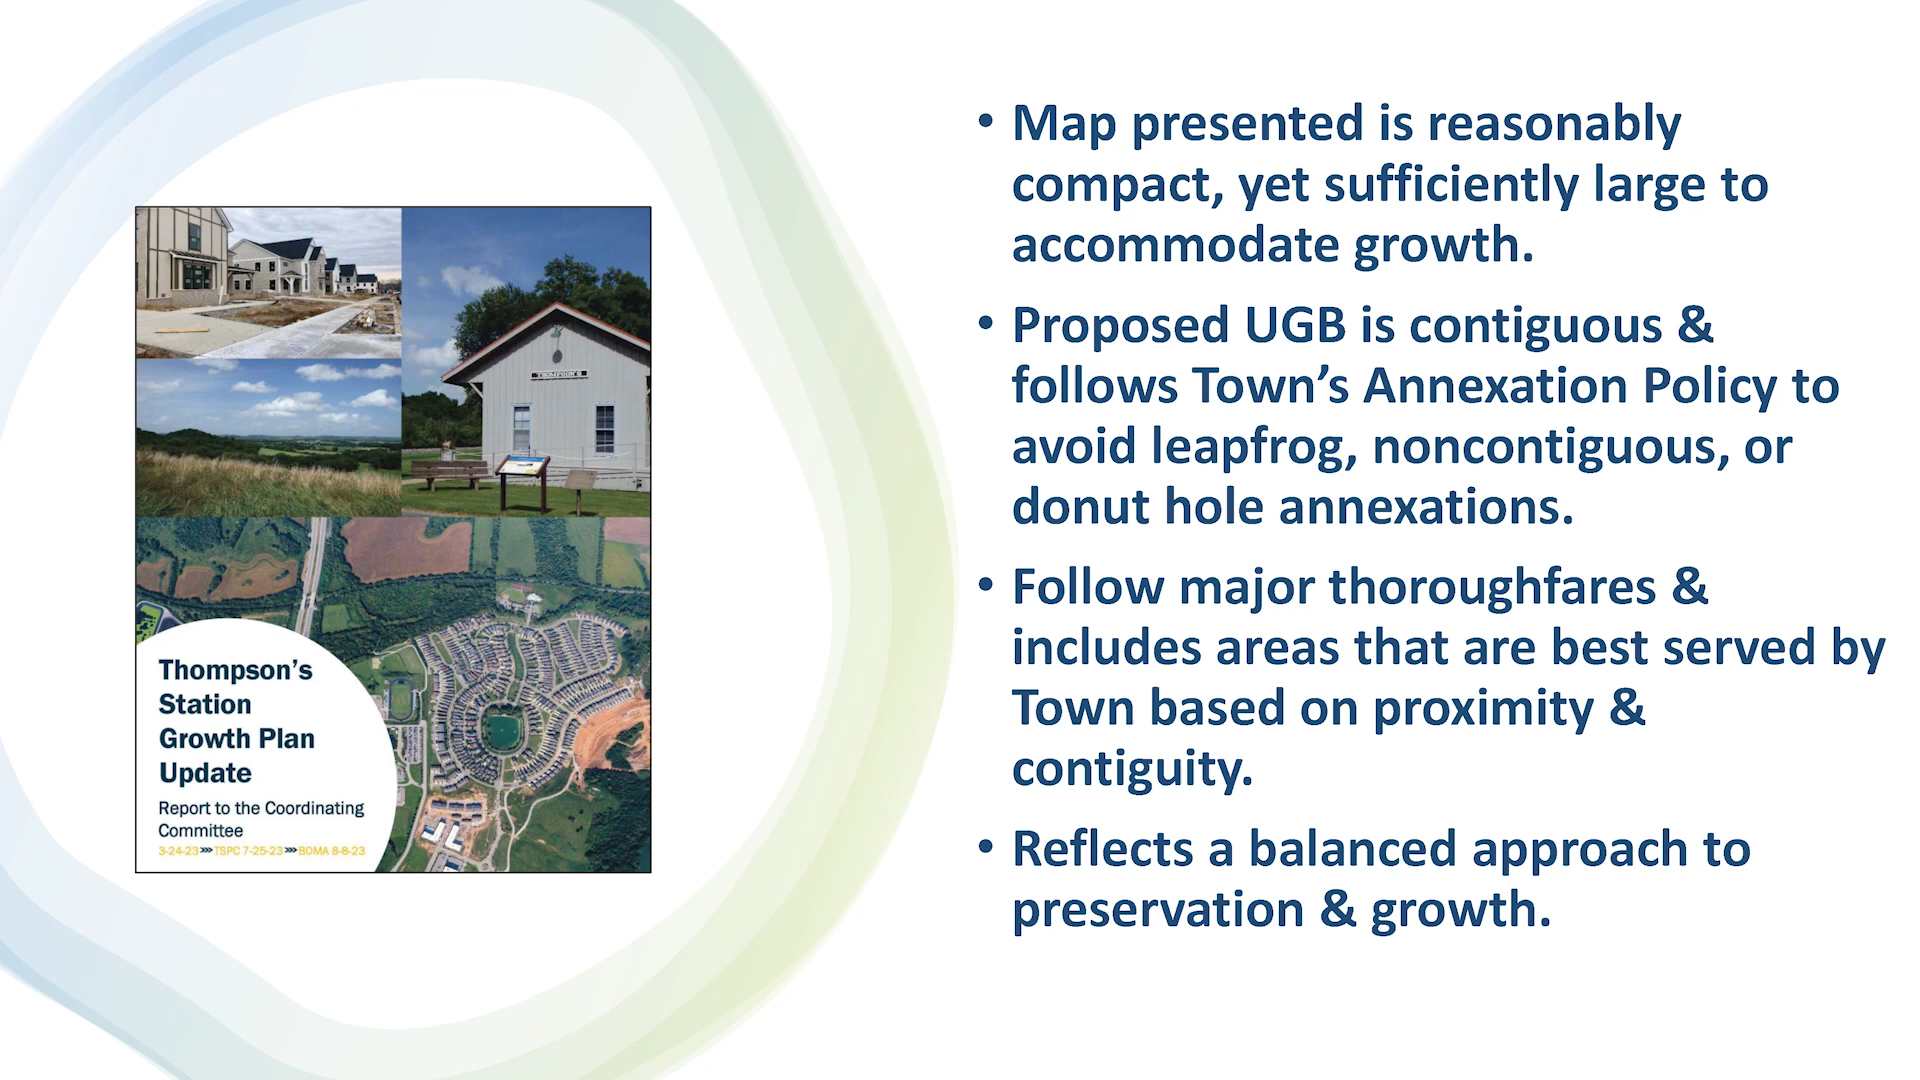 • Map presented is reasonably
compact, yet sufficiently large to
accommodate growth.
• Proposed UGB is contiguous &
follows Town’s Annexation Policy to
avoid leapfrog, noncontiguous, or
donut hole annexations.
• Follow major thoroughfares &
includes areas that are best served by
Town based on proximity &
contiguity.
• Reflects a balanced approach to
preservation & growth.
THOMPSON'S
Thompson’s
Station
Growth Plan
Update
Report to the Coordinating
Committee
3-24-23 >>> TSPC 7-25-23 >>> BOMA 8-8-23